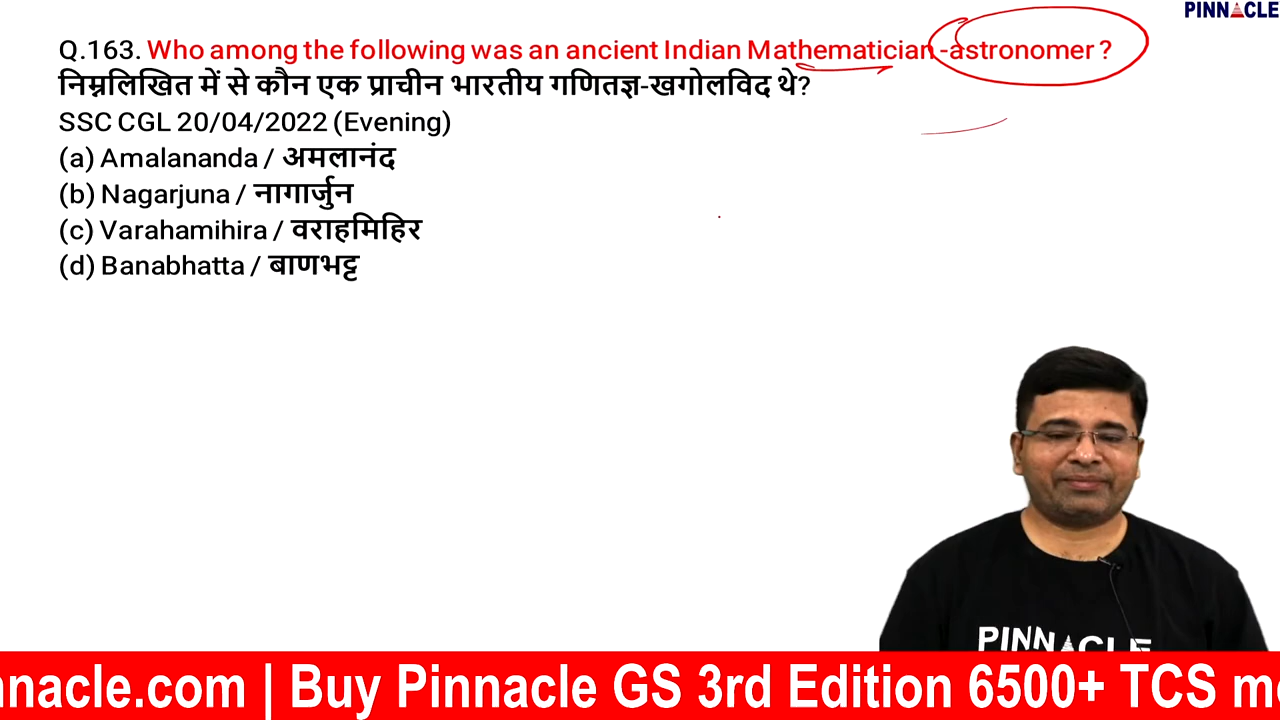 PINNACLE
Q.163. Who among the following was an ancient Indian Mathematician -astronomer ?
निम्नलिखित में से कौन एक प्राचीन भारतीय गणितज्ञ-खगोलविद थे?
SSC CGL 20/04/2022 (Evening)
(a) Amalananda / अमलानंद
(b) Nagarjuna / नागार्जुन
(c) Varahamihira / वराहमिहिर
(d) Banabhatta / बाणभट्ट
PINNACLE
nnacle.com | Buy Pinnacle GS 3rd Edition 6500+ TCS m